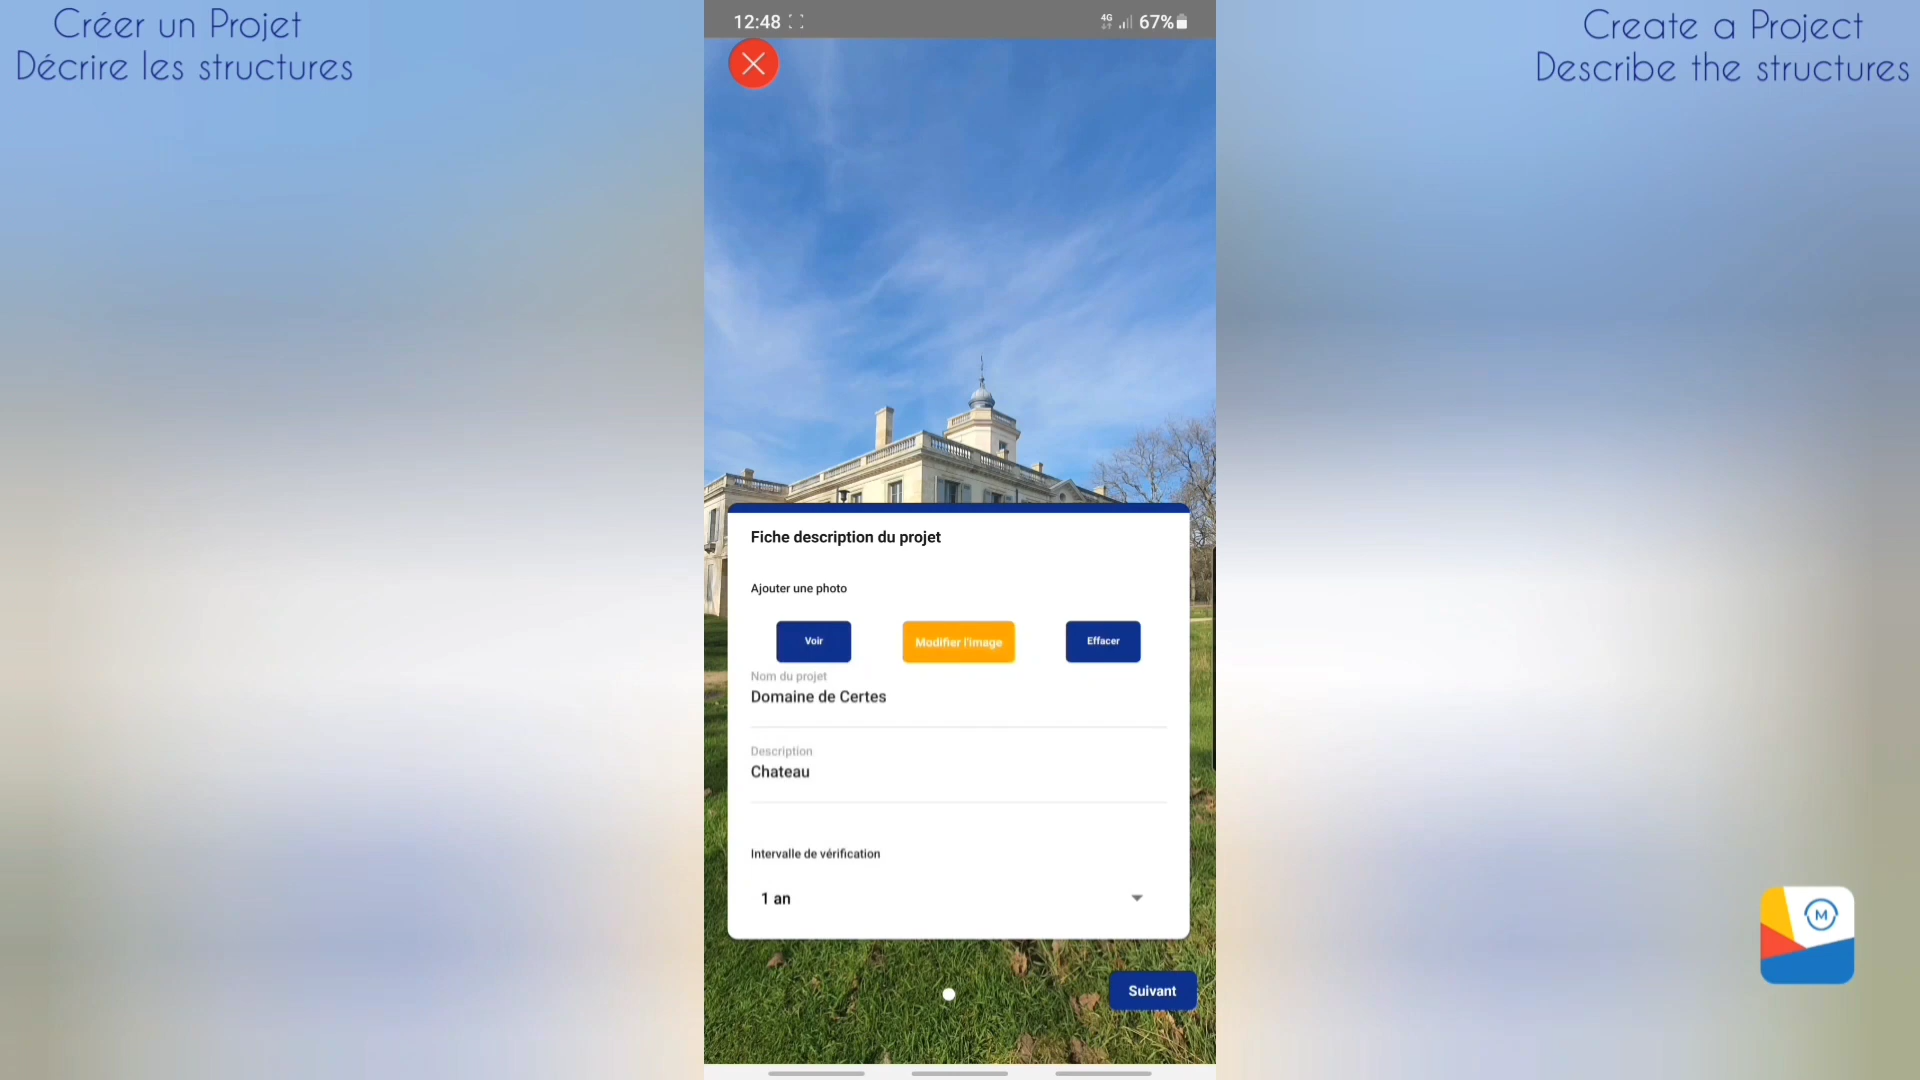 Créer un Projet
Décrire les structures
Create a Project
Describe the structures
12:48
4G
67%
Fiche description du projet
Ajouter une photo
Voir
Modifier l'image
Effacer
Nom du projet
Domaine de Certes
Description
Chateau
Intervalle de vérification
1 an
Suivant
M